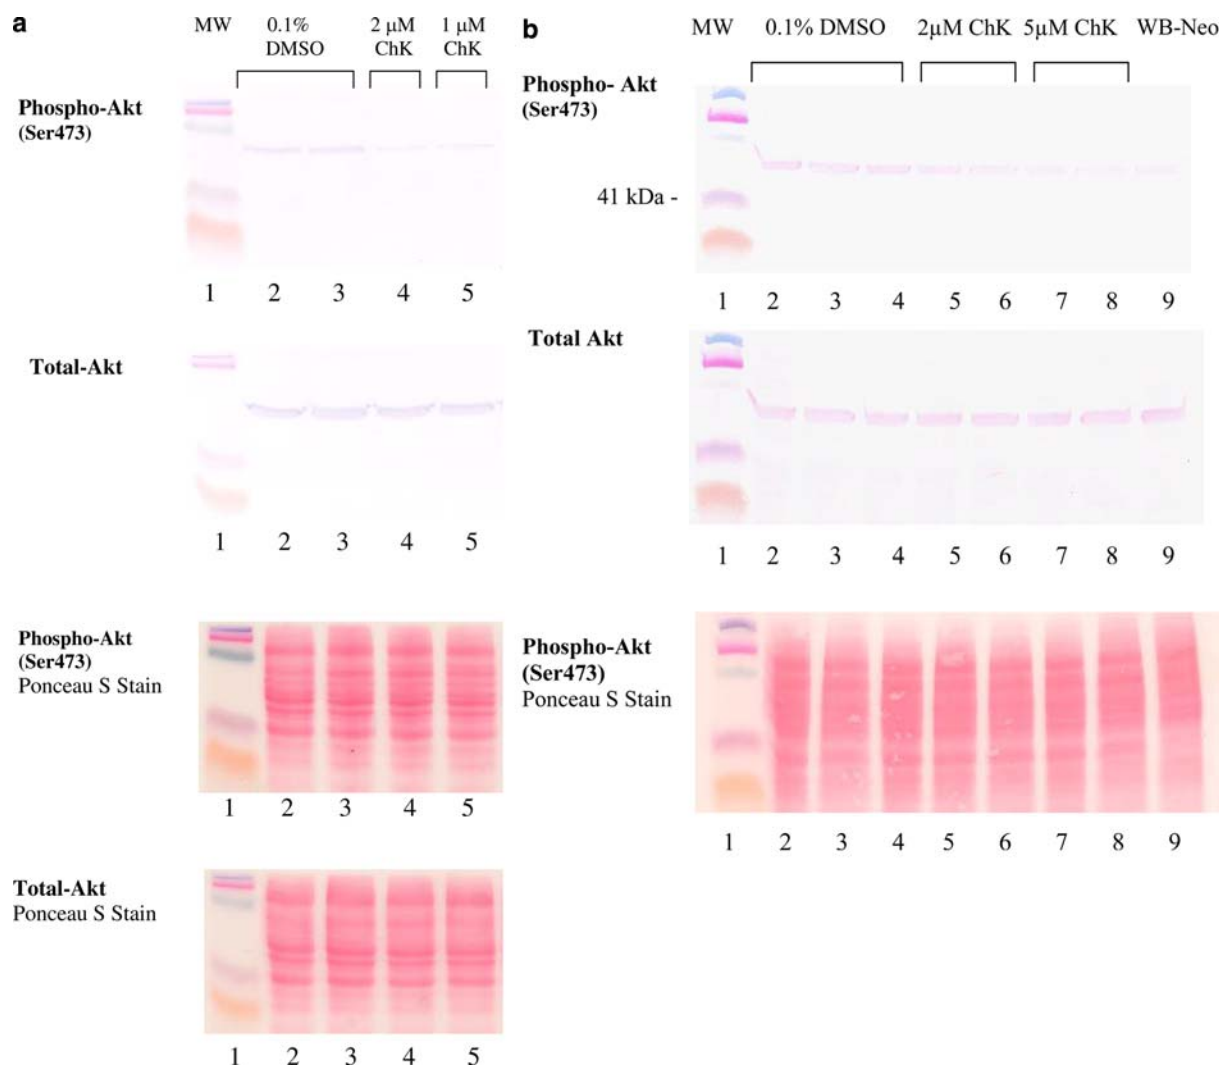 a
MW
0.1%
DMSO
2 µM
ChK
1 µM
ChK
Phospho-Akt
(Ser473)
1 2 3 4 5
Total-Akt
1 2 3 4 5
Phospho-Akt
(Ser473)
Ponceau S Stain
1 2 3 4 5
Total-Akt
Ponceau S Stain
1 2 3 4 5
b
MW 0.1% DMSO 2µM ChK 5µM ChK WB-Neo
Phospho- Akt
(Ser473)
41 kDa -
1 2 3 4 5 6 7 8 9
Total Akt
1 2 3 4 5 6 7 8 9
Phospho-Akt
(Ser473)
Ponceau S Stain
1 2 3 4 5 6 7 8 9